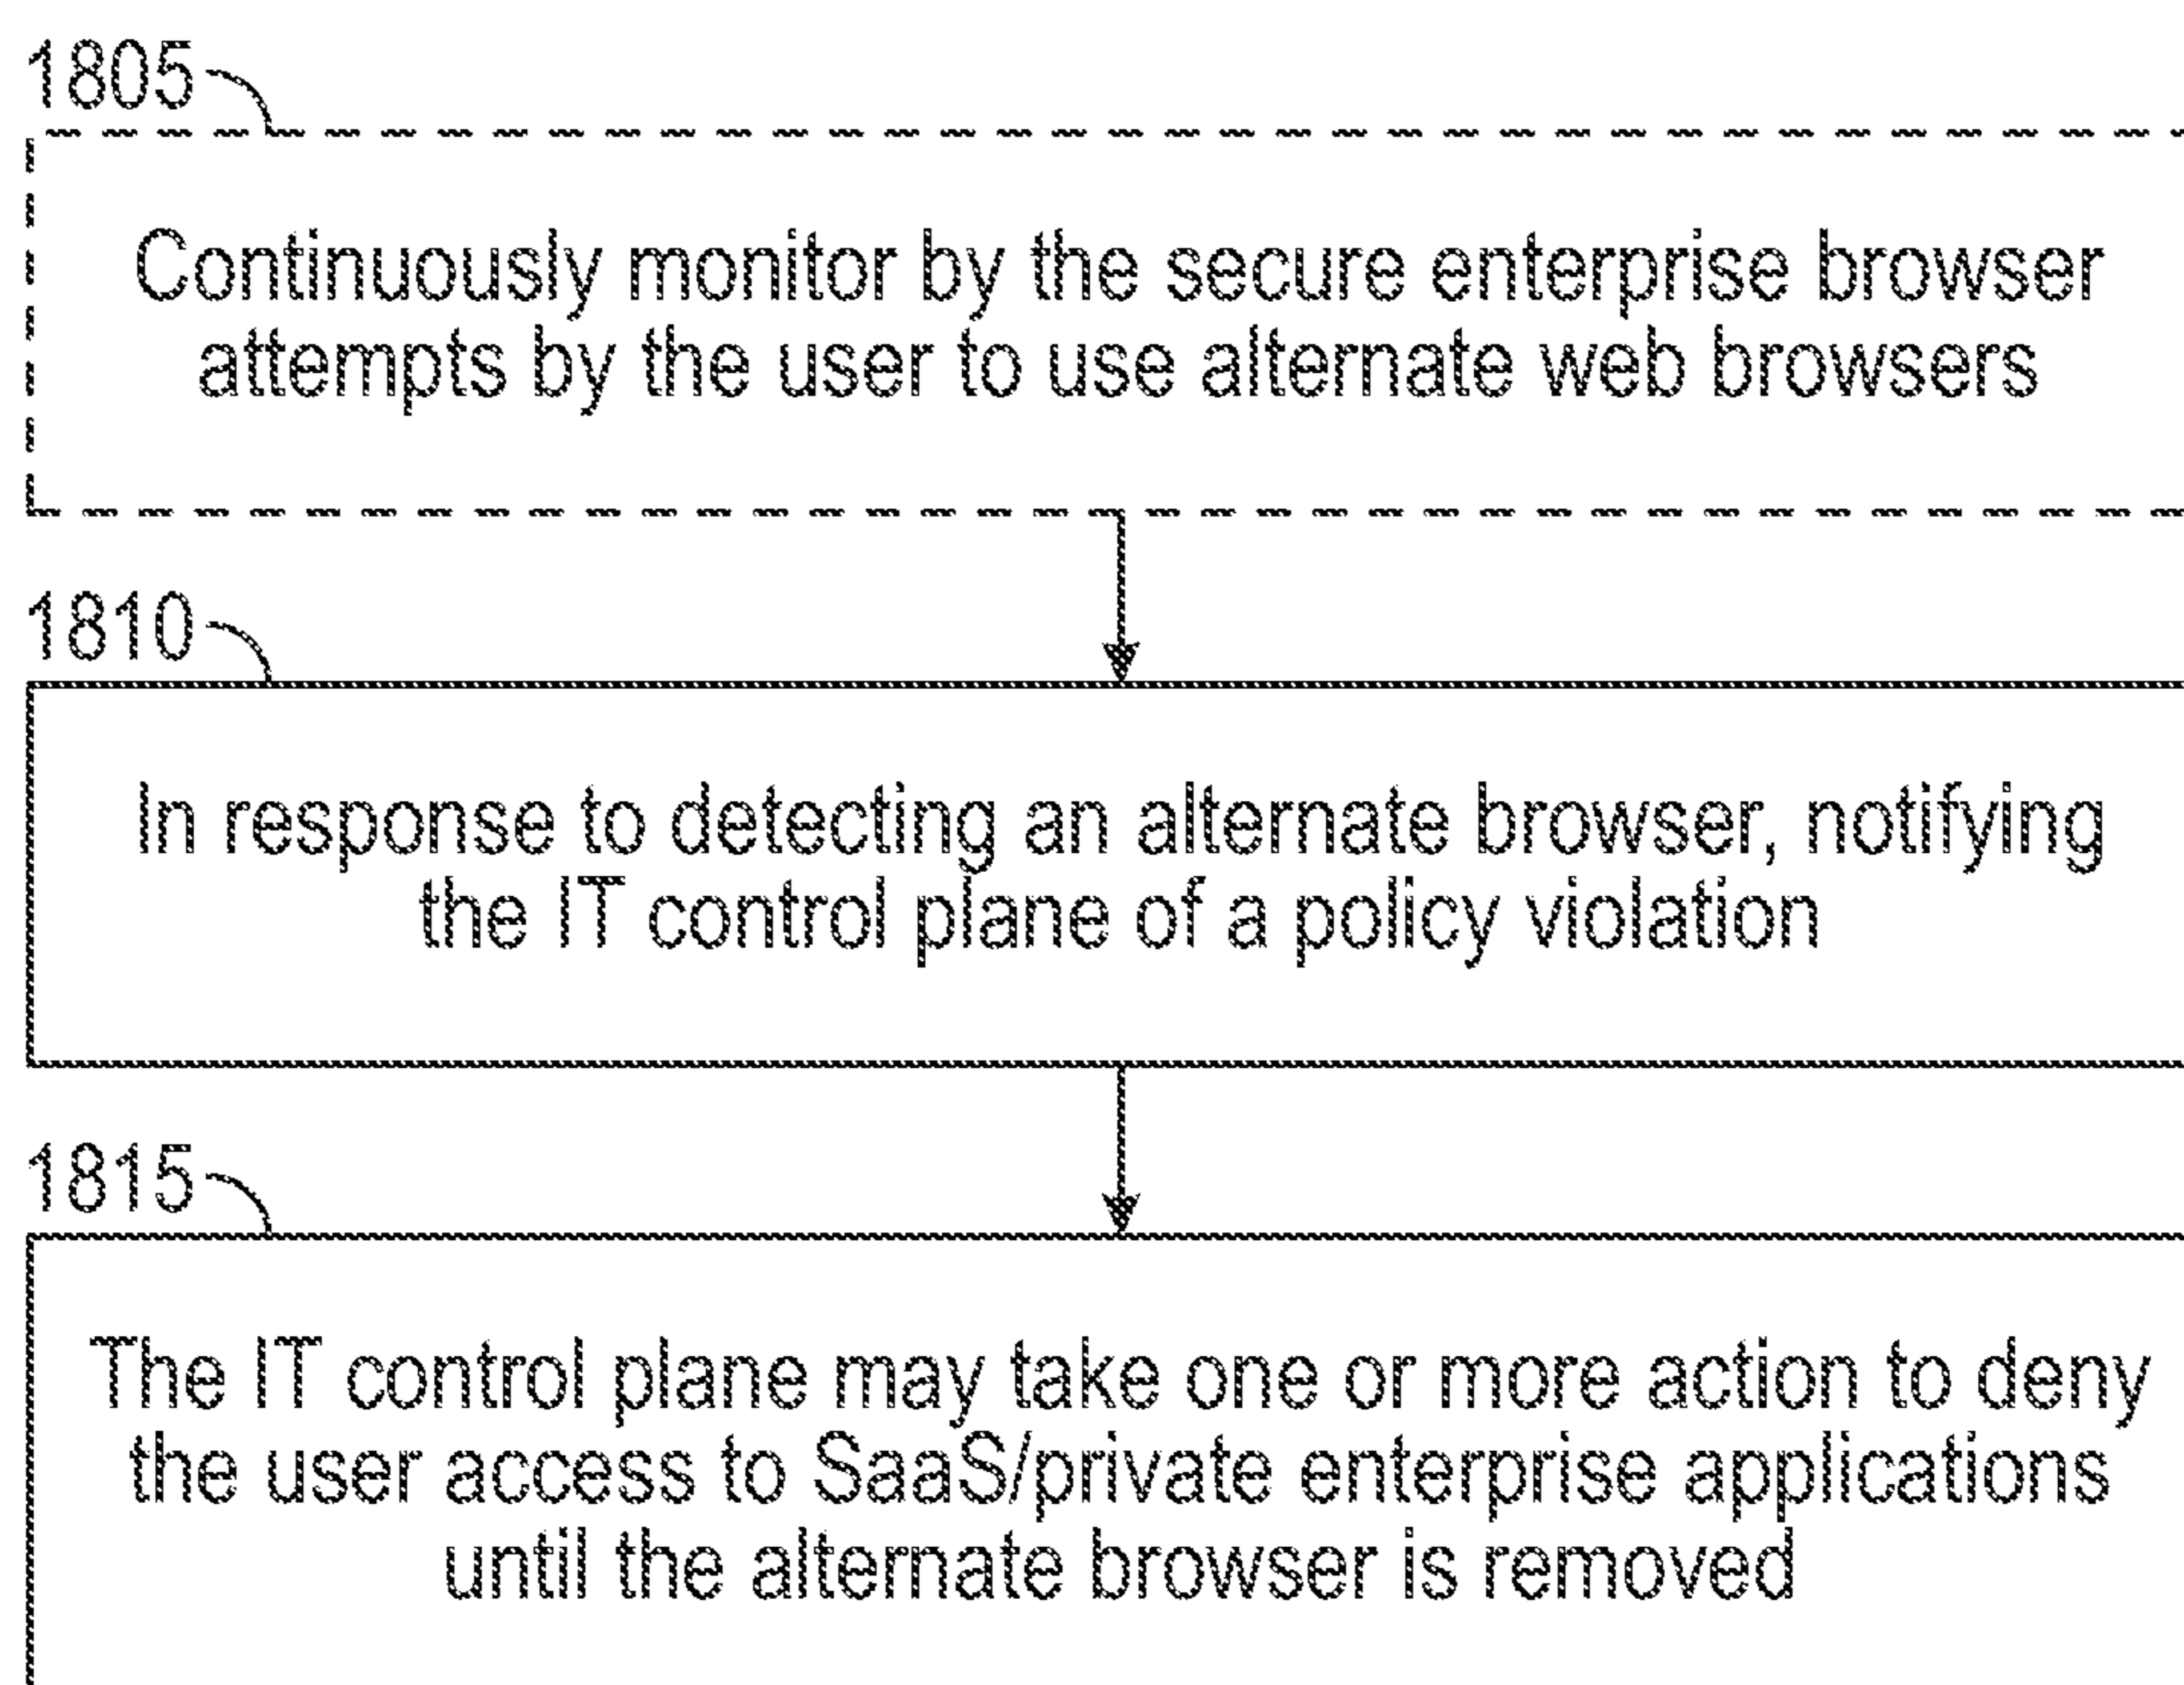 1805
Continuously monitor by the secure enterprise browser
attempts by the user to use alternate web browsers
1810
In response to detecting an alternate browser, notifying
the IT control plane of a policy violation
1815
The IT control plane may take one or more action to deny
the user access to SaaS/private enterprise applications
until the alternate browser is removed